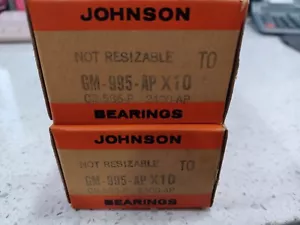 JOHNSON
NOT RESIZABLE TO
GM-995-AP X10
BEARINGS
JOHNSON
NOT RESIZABLE TO
GM-995-AP X10
BEARINGS